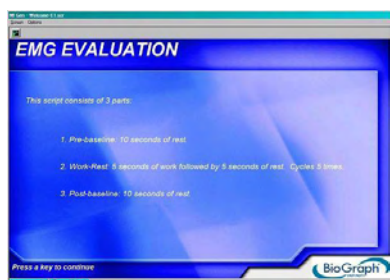 Screen Options
EMG EVALUATION
This script consists of 3 parts:
1. Pre-baseline: 10 seconds of rest.
2. Work-Rest: 5 seconds of work followed by 5 seconds of rest. Cycles 5 times.
3. Post-baseline: 10 seconds of rest.
Press a key to continue
BioGraph